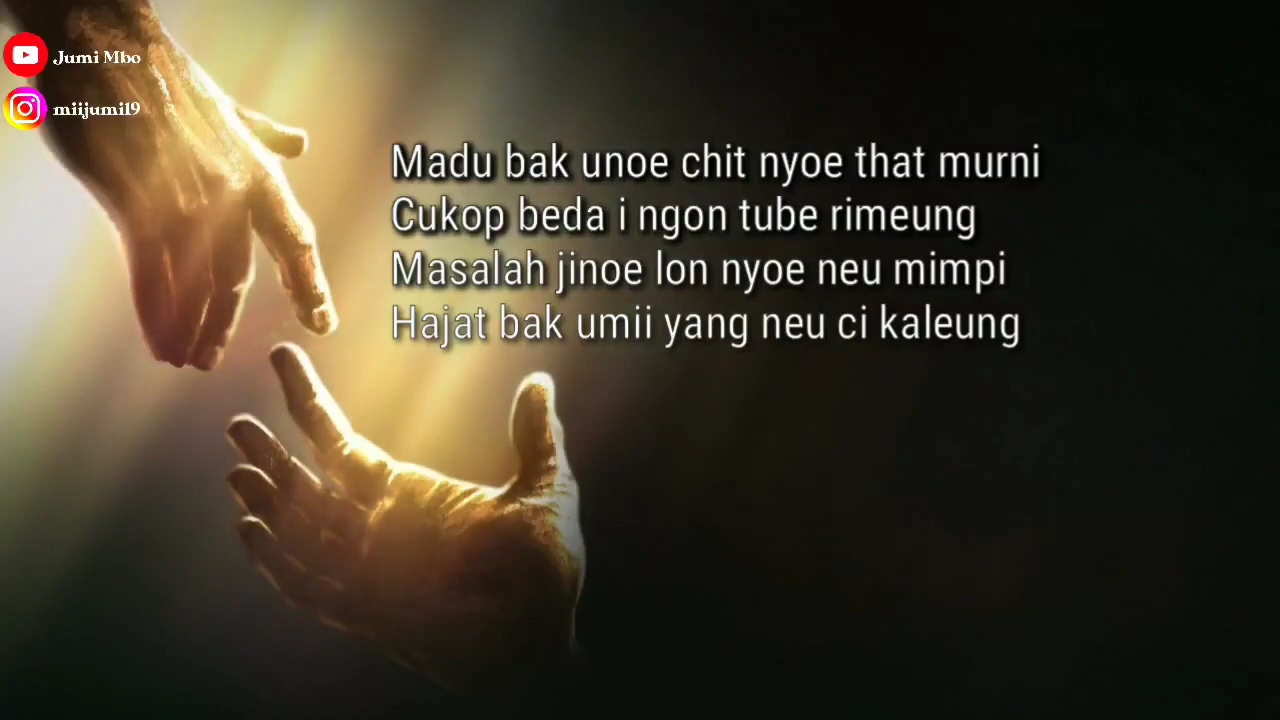 Jumi Mbo
miijumi19
Madu bak unoe chit nyoe that murni
Cukop beda i ngon tube rimeung
Masalah jinoe lon nyoe neu mimpi
Hajat bak umii yang neu ci kaleung